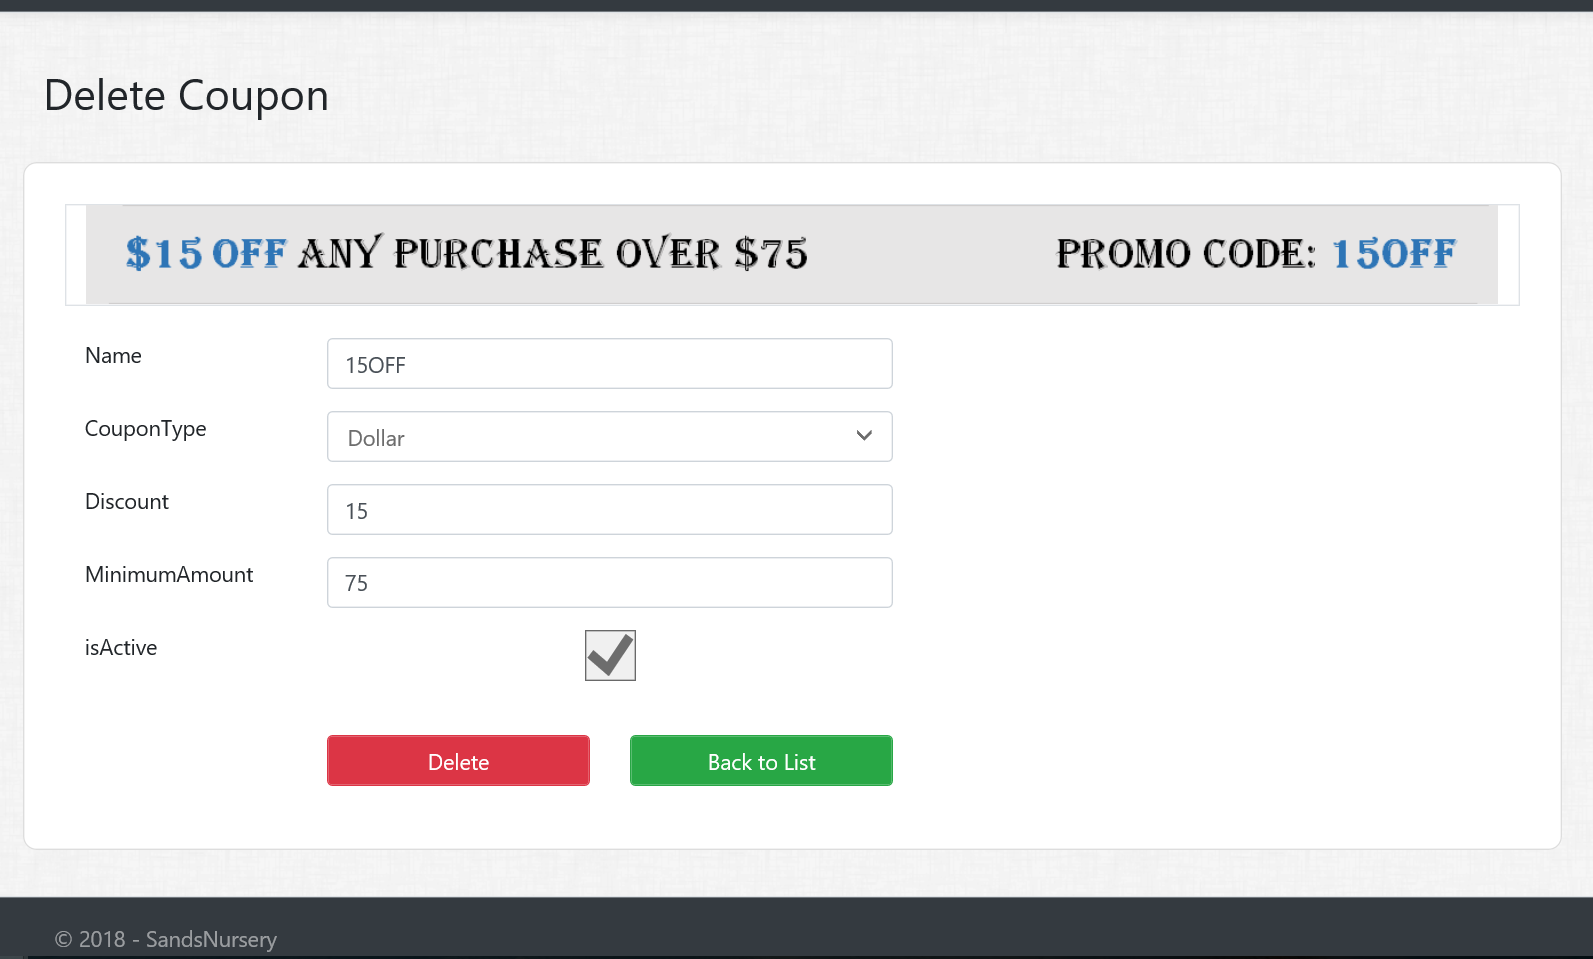 Delete Coupon
$15 OFF ANY PURCHASE OVER $75 PROMO CODE: 15OFF
Name 15OFF
CouponType Dollar
Discount 15
MinimumAmount 75
isActive
Delete Back to List
© 2018 - SandsNursery